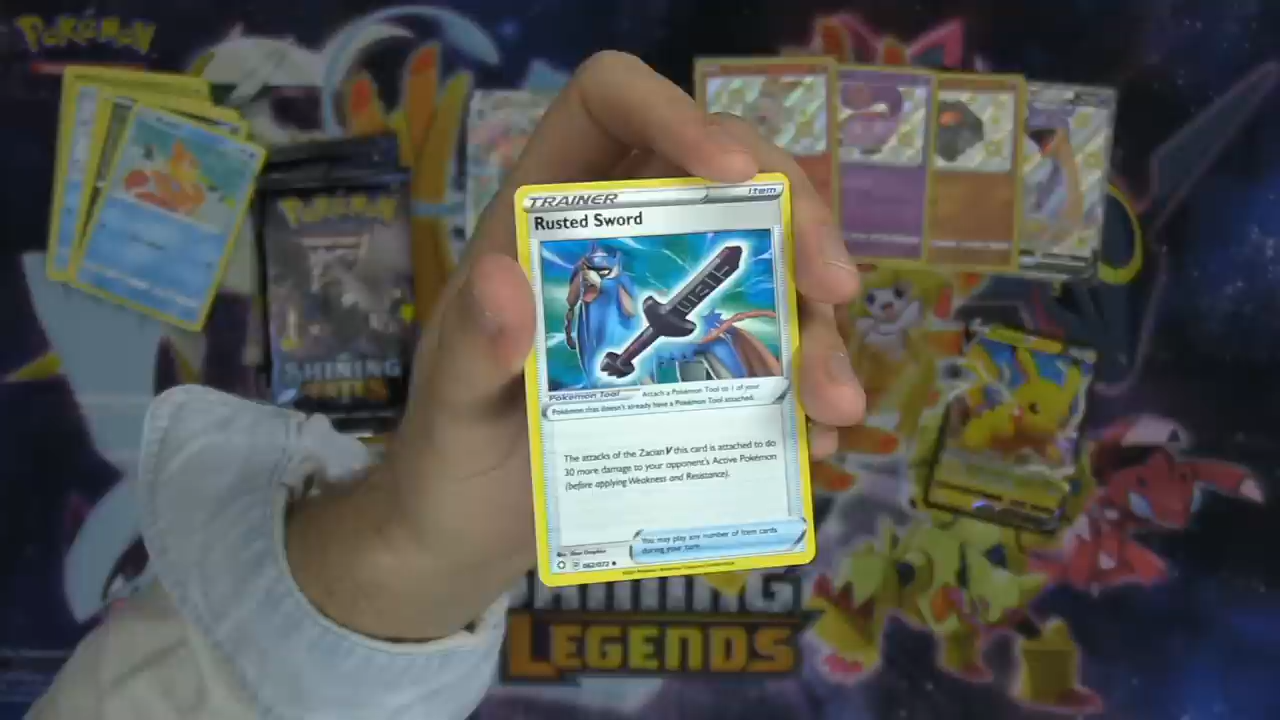 POKÉMON
TRAINER
Item
Rusted Sword
Pokémon Tool
Attach a Pokémon Tool to 1 of your
Pokémon that doesn't already have a Pokémon Tool attached.
The attacks of the Zacian V this card is attached to do
30 more damage to your opponent's Active Pokémon
(before applying Weakness and Resistance).
You may play any number of Item cards
during your turn.
062/072
POKÉMON
SHINING
FATES
SHINING
LEGENDS